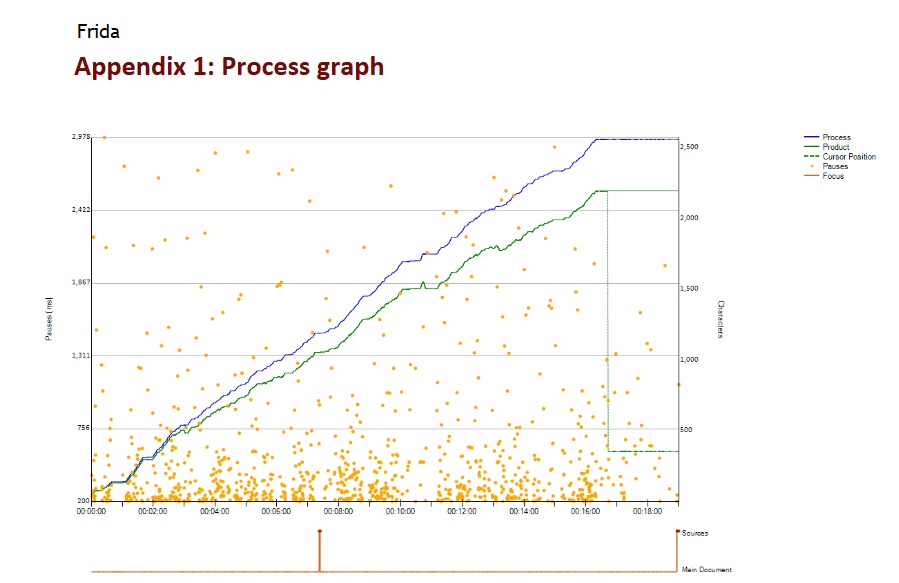 Frida
Appendix 1: Process graph
Process
Product
Cursor Position
Pauses
Focus
2,978
2,422
1,867
1,311
756
200
Pauses (ms)
2,500
2,000
1,500
1,000
500
Characters
00:00:00
00:02:00
00:04:00
00:06:00
00:08:00
00:10:00
00:12:00
00:14:00
00:16:00
00:18:00
Sources
Main Document